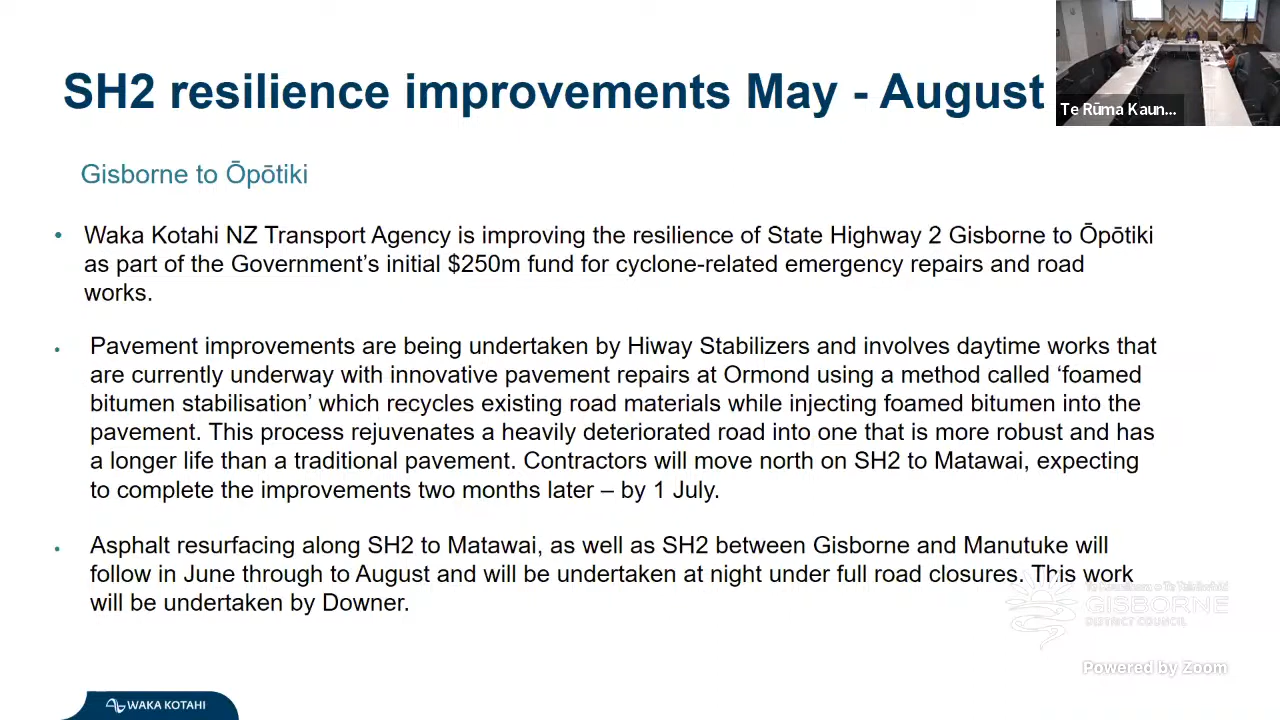 SH2 resilience improvements May - August
Te Rūma Kaun...
Gisborne to Ōpōtiki
• Waka Kotahi NZ Transport Agency is improving the resilience of State Highway 2 Gisborne to Ōpōtiki
as part of the Government’s initial $250m fund for cyclone-related emergency repairs and road
works.
• Pavement improvements are being undertaken by Hiway Stabilizers and involves daytime works that
are currently underway with innovative pavement repairs at Ormond using a method called ‘foamed
bitumen stabilisation’ which recycles existing road materials while injecting foamed bitumen into the
pavement. This process rejuvenates a heavily deteriorated road into one that is more robust and has
a longer life than a traditional pavement. Contractors will move north on SH2 to Matawai, expecting
to complete the improvements two months later – by 1 July.
• Asphalt resurfacing along SH2 to Matawai, as well as SH2 between Gisborne and Manutuke will
follow in June through to August and will be undertaken at night under full road closures. This work
will be undertaken by Downer.
GISBORNE
DISTRICT COUNCIL
Powered by Zoom
WAKA KOTAHI